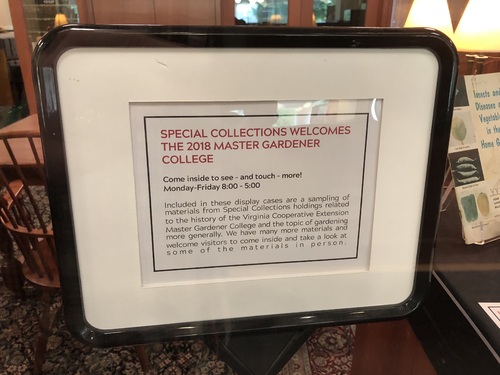 SPECIAL COLLECTIONS WELCOMES
THE 2018 MASTER GARDENER
COLLEGE
Come inside to see - and touch - more!
Monday-Friday 8:00 - 5:00
Included in these display cases are a sampling of
materials from Special Collections holdings related
to the history of the Virginia Cooperative Extension
Master Gardener College and the topic of gardening
more generally. We have many more materials and
welcome visitors to come inside and take a look at
some of the materials in person.
Insects and
Diseases
Vegetabl
in the
Home G